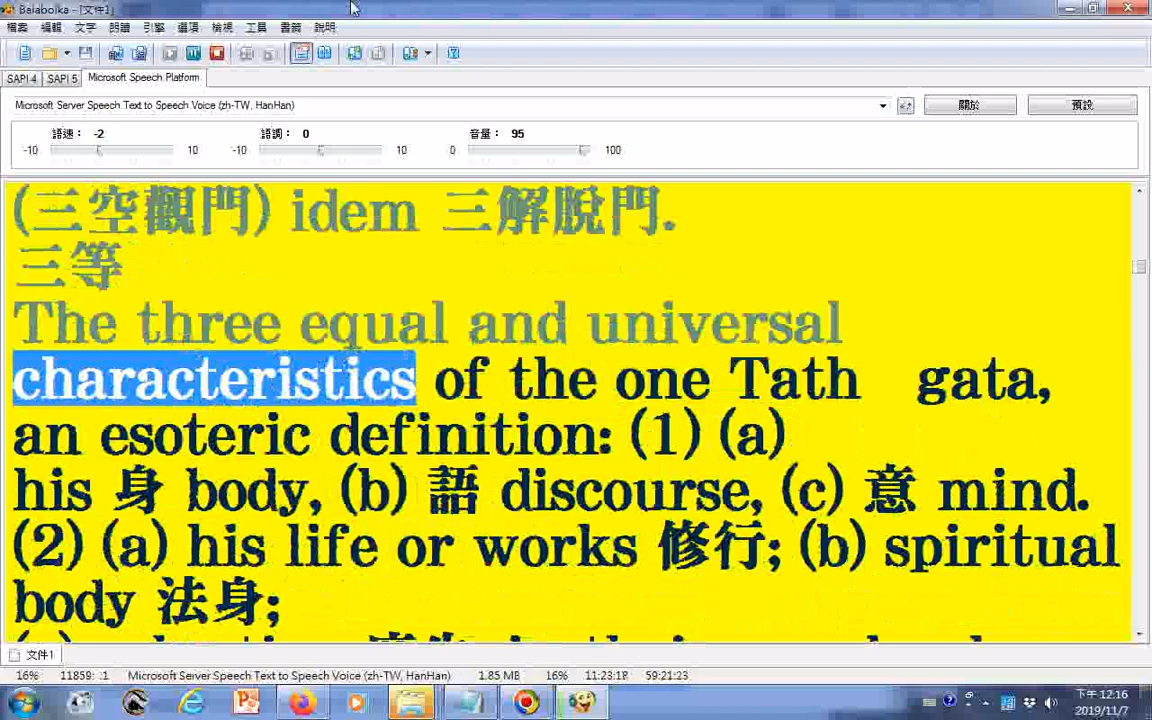 Balabolka - [文件1]
檔案 編輯 文字 朗讀 引擎 選項 檢視 工具 書籤 說明
SAPI 4 SAPI 5 Microsoft Speech Platform
Microsoft Server Speech Text to Speech Voice (zh-TW, HanHan) 關於 預設
語速： -2 語調： 0 音量： 95
-10 10 -10 10 0 100
(三空觀門) idem 三解脫門.
三等
The three equal and universal
characteristics of the one Tath gata,
an esoteric definition: (1) (a)
his 身 body, (b) 語 discourse, (c) 意 mind.
(2) (a) his life or works 修行; (b) spiritual
body 法身;
文件1
16% 11859: .1 Microsoft Server Speech Text to Speech Voice (zh-TW, HanHan) 1.85 MB 16% 11:23:18 59:21:23
下午 12:16
2019/11/7